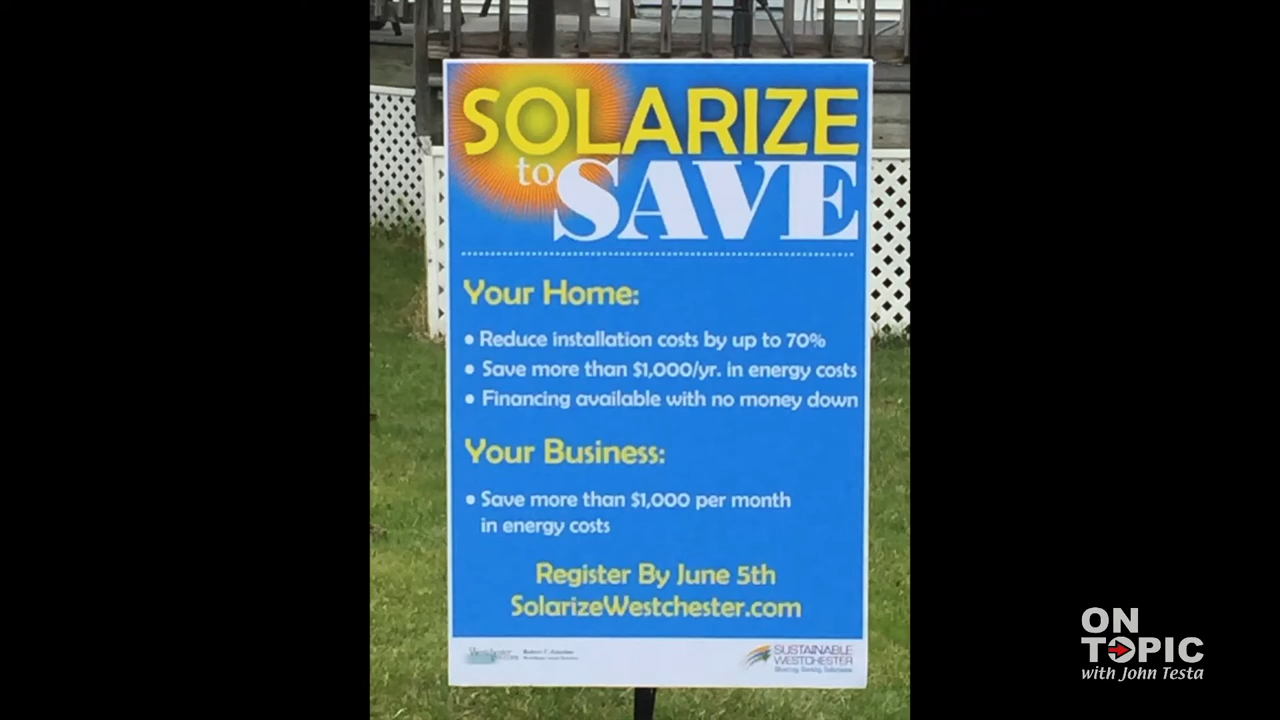 SOLARIZE
to SAVE
Your Home:
• Reduce installation costs by up to 70%
• Save more than $1,000/yr. in energy costs
• Financing available with no money down
Your Business:
• Save more than $1,000 per month
in energy costs
Register By June 5th
SolarizeWestchester.com
Westchester
SUSTAINABLE
WESTCHESTER
ON
TOPIC
with John Testa